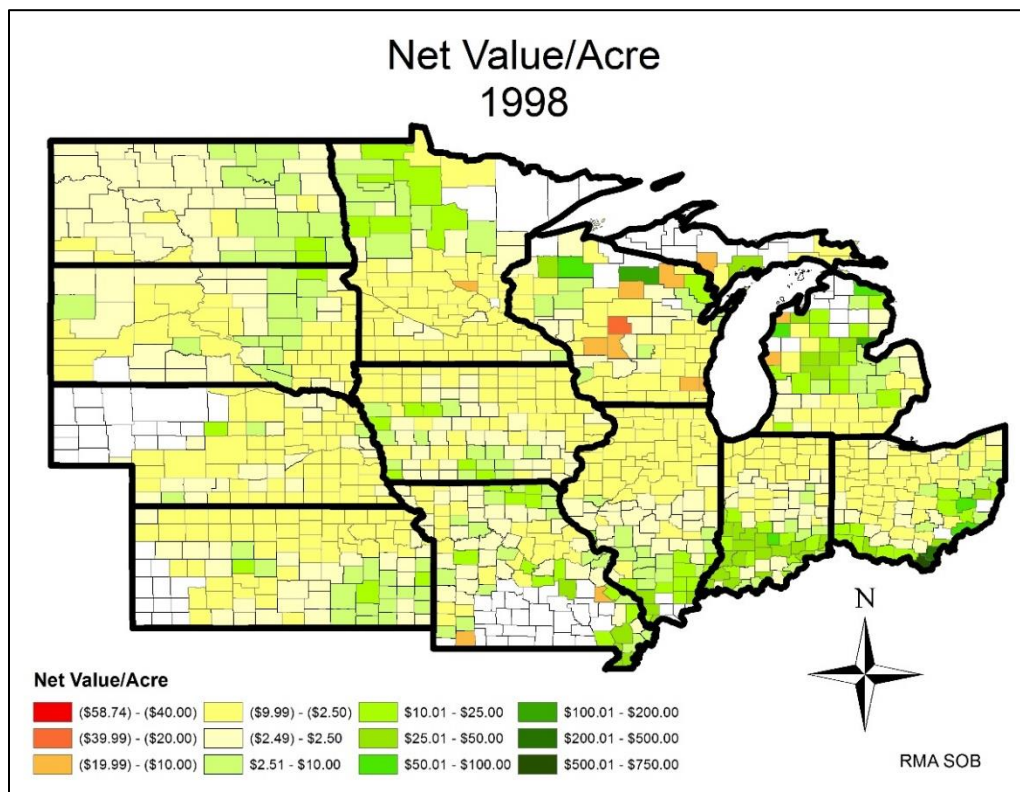 Net Value/Acre
1998
N
Net Value/Acre
($58.74) - ($40.00)
($39.99) - ($20.00)
($19.99) - ($10.00)
($9.99) - ($2.50)
($2.49) - $2.50
$2.51 - $10.00
$10.01 - $25.00
$25.01 - $50.00
$50.01 - $100.00
$100.01 - $200.00
$200.01 - $500.00
$500.01 - $750.00
RMA SOB